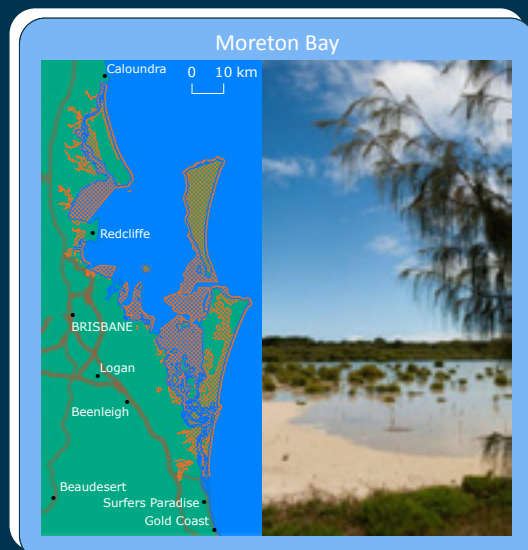 Moreton Bay
Caloundra
0 10 km
Redcliffe
BRISBANE
Logan
Beenleigh
Beaudesert
Surfers Paradise
Gold Coast